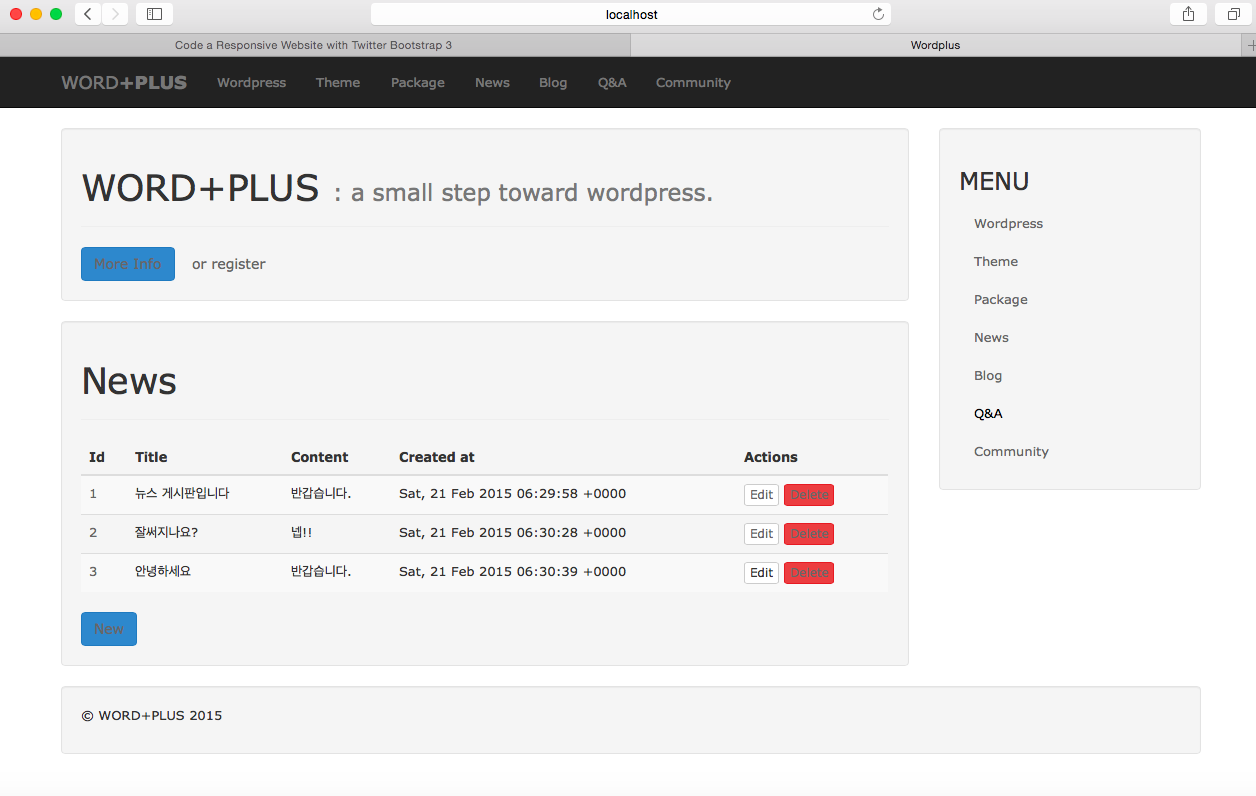 localhost
Code a Responsive Website with Twitter Bootstrap 3
Wordplus
WORD+PLUS Wordpress Theme Package News Blog Q&A Community
WORD+PLUS : a small step toward wordpress.
More Info or register
News
Id Title Content Created at Actions
1 뉴스 게시판입니다 반갑습니다. Sat, 21 Feb 2015 06:29:58 +0000 Edit Delete
2 잘써지나요? 넵!! Sat, 21 Feb 2015 06:30:28 +0000 Edit Delete
3 안녕하세요 반갑습니다. Sat, 21 Feb 2015 06:30:39 +0000 Edit Delete
New
MENU
Wordpress
Theme
Package
News
Blog
Q&A
Community
© WORD+PLUS 2015